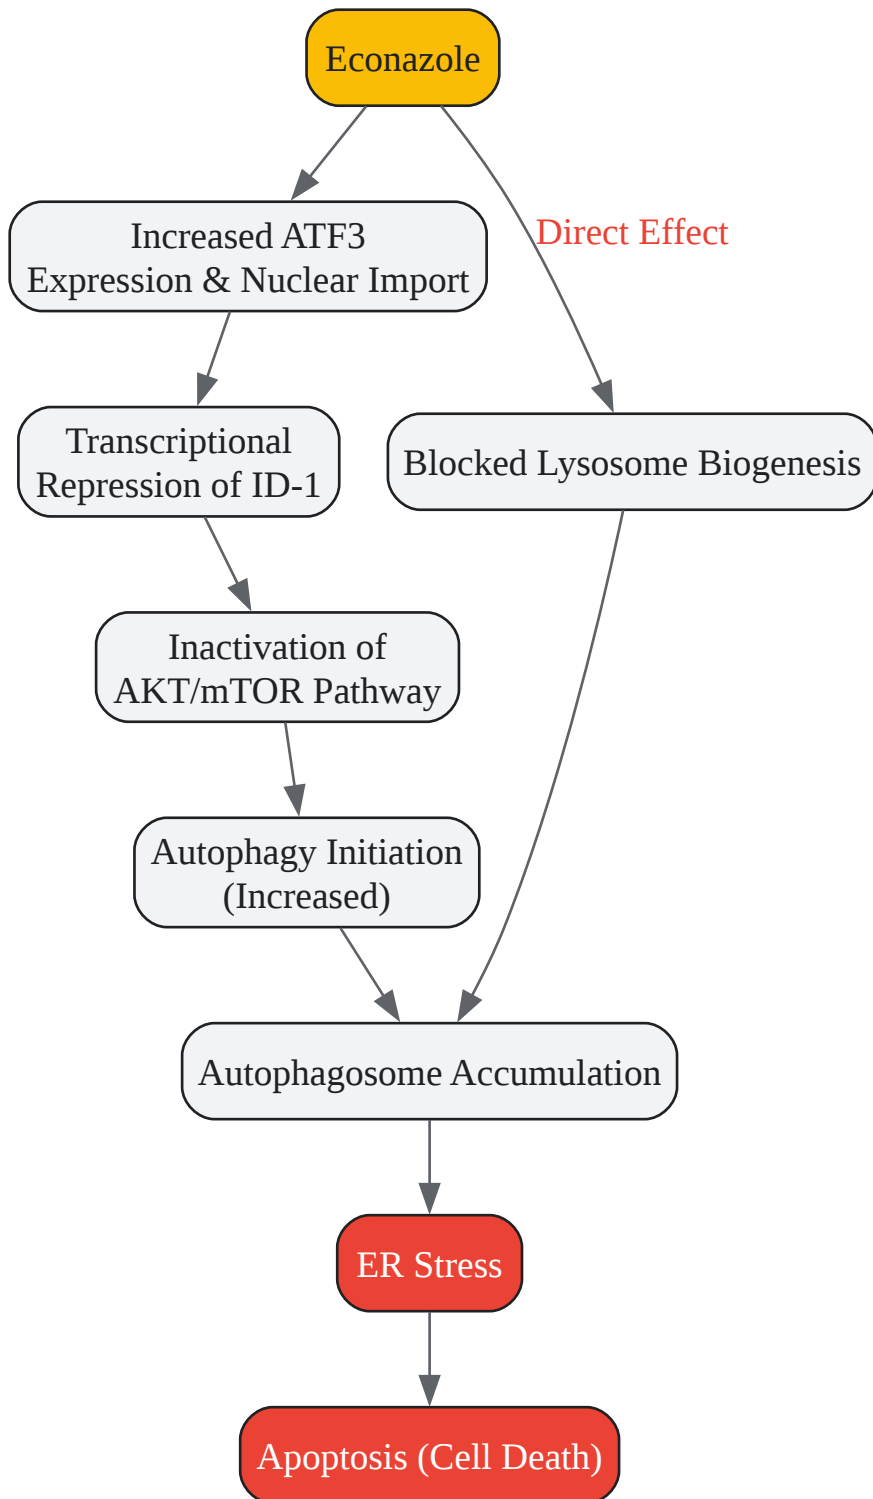 Econazole
Increased ATF3
Expression & Nuclear Import
Direct Effect
Transcriptional
Repression of ID-1
Blocked Lysosome Biogenesis
Inactivation of
AKT/mTOR Pathway
Autophagy Initiation
(Increased)
Autophagosome Accumulation
ER Stress
Apoptosis (Cell Death)